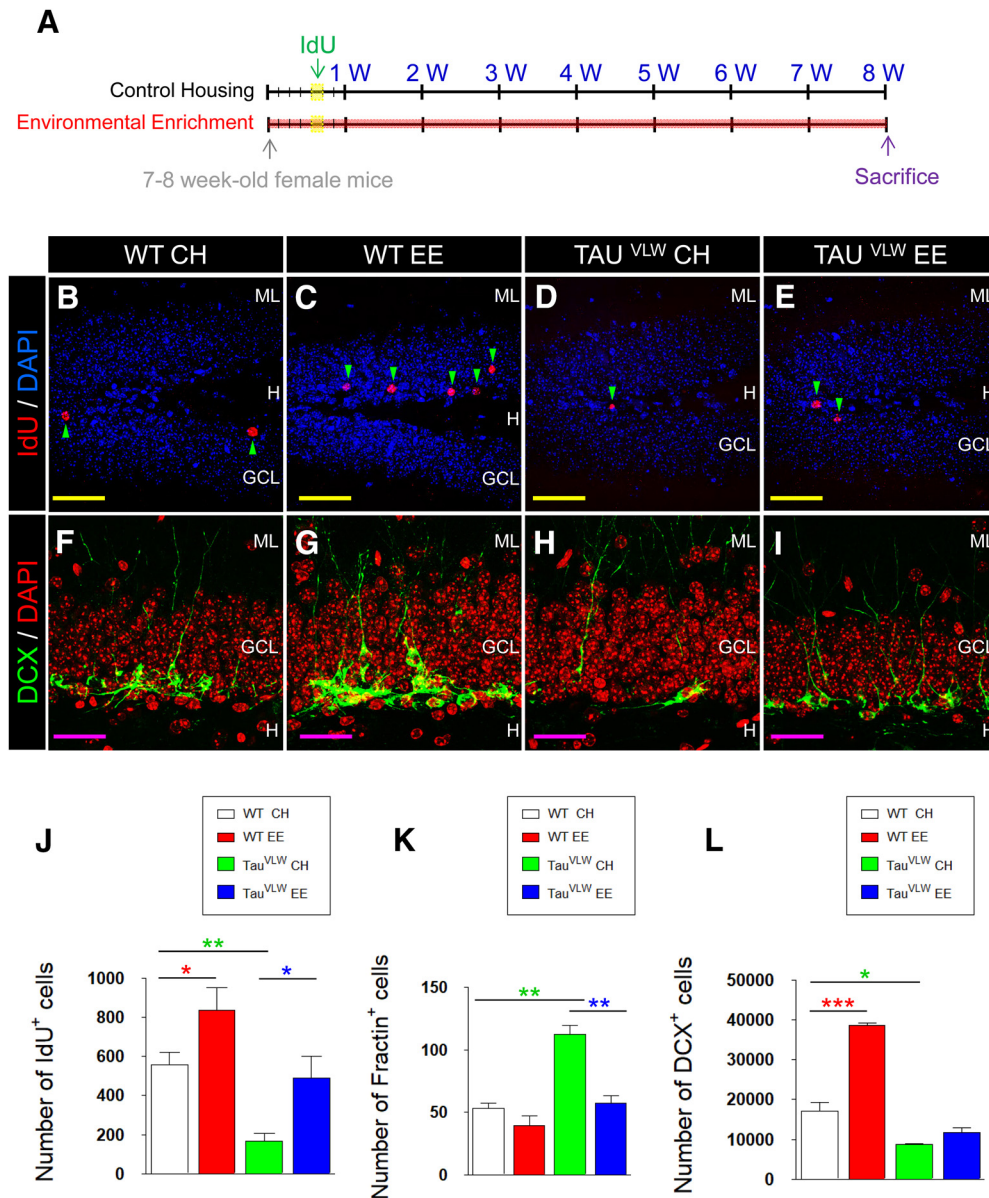 A
IdU
1 W 2 W 3 W 4 W 5 W 6 W 7 W 8 W
Control Housing
Environmental Enrichment
7-8 week-old female mice
Sacrifice
WT CH
WT EE
TAU VLW CH
TAU VLW EE
IdU / DAPI
B
ML
H
GCL
C
ML
H
GCL
D
ML
H
GCL
E
ML
H
GCL
DCX / DAPI
F
ML
GCL
H
G
ML
GCL
H
H
ML
GCL
H
I
ML
GCL
H
J
WT CH
WT EE
TauVLW CH
TauVLW EE
Number of IdU+ cells
**
*
*
1000
800
600
400
200
0
K
WT CH
WT EE
TauVLW CH
TauVLW EE
Number of Fractin+ cells
**
**
150
100
50
0
L
WT CH
WT EE
TauVLW CH
TauVLW EE
Number of DCX+ cells
*
***
50000
40000
30000
20000
10000
0